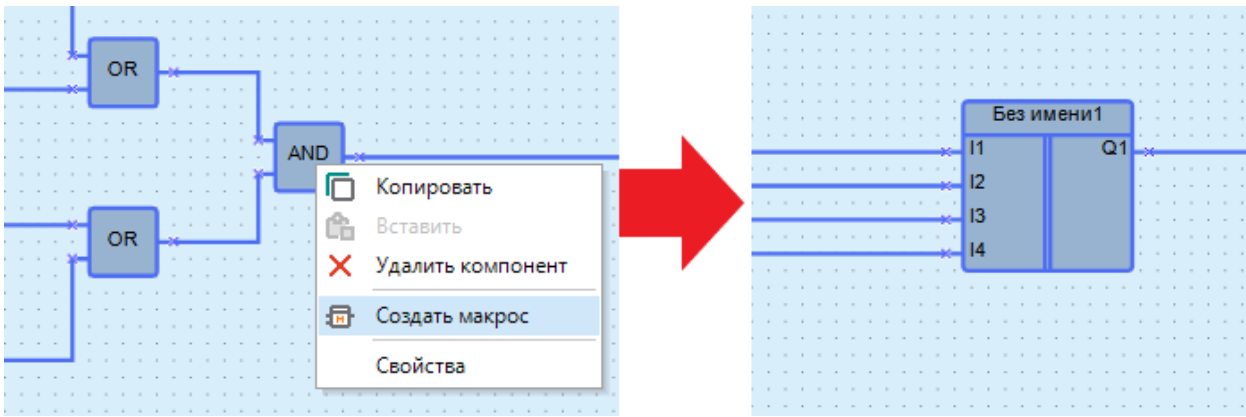 OR
AND
OR
Копировать
Вставить
Удалить компонент
Создать макрос
Свойства
Без имени1
I1 Q1
I2
I3
I4